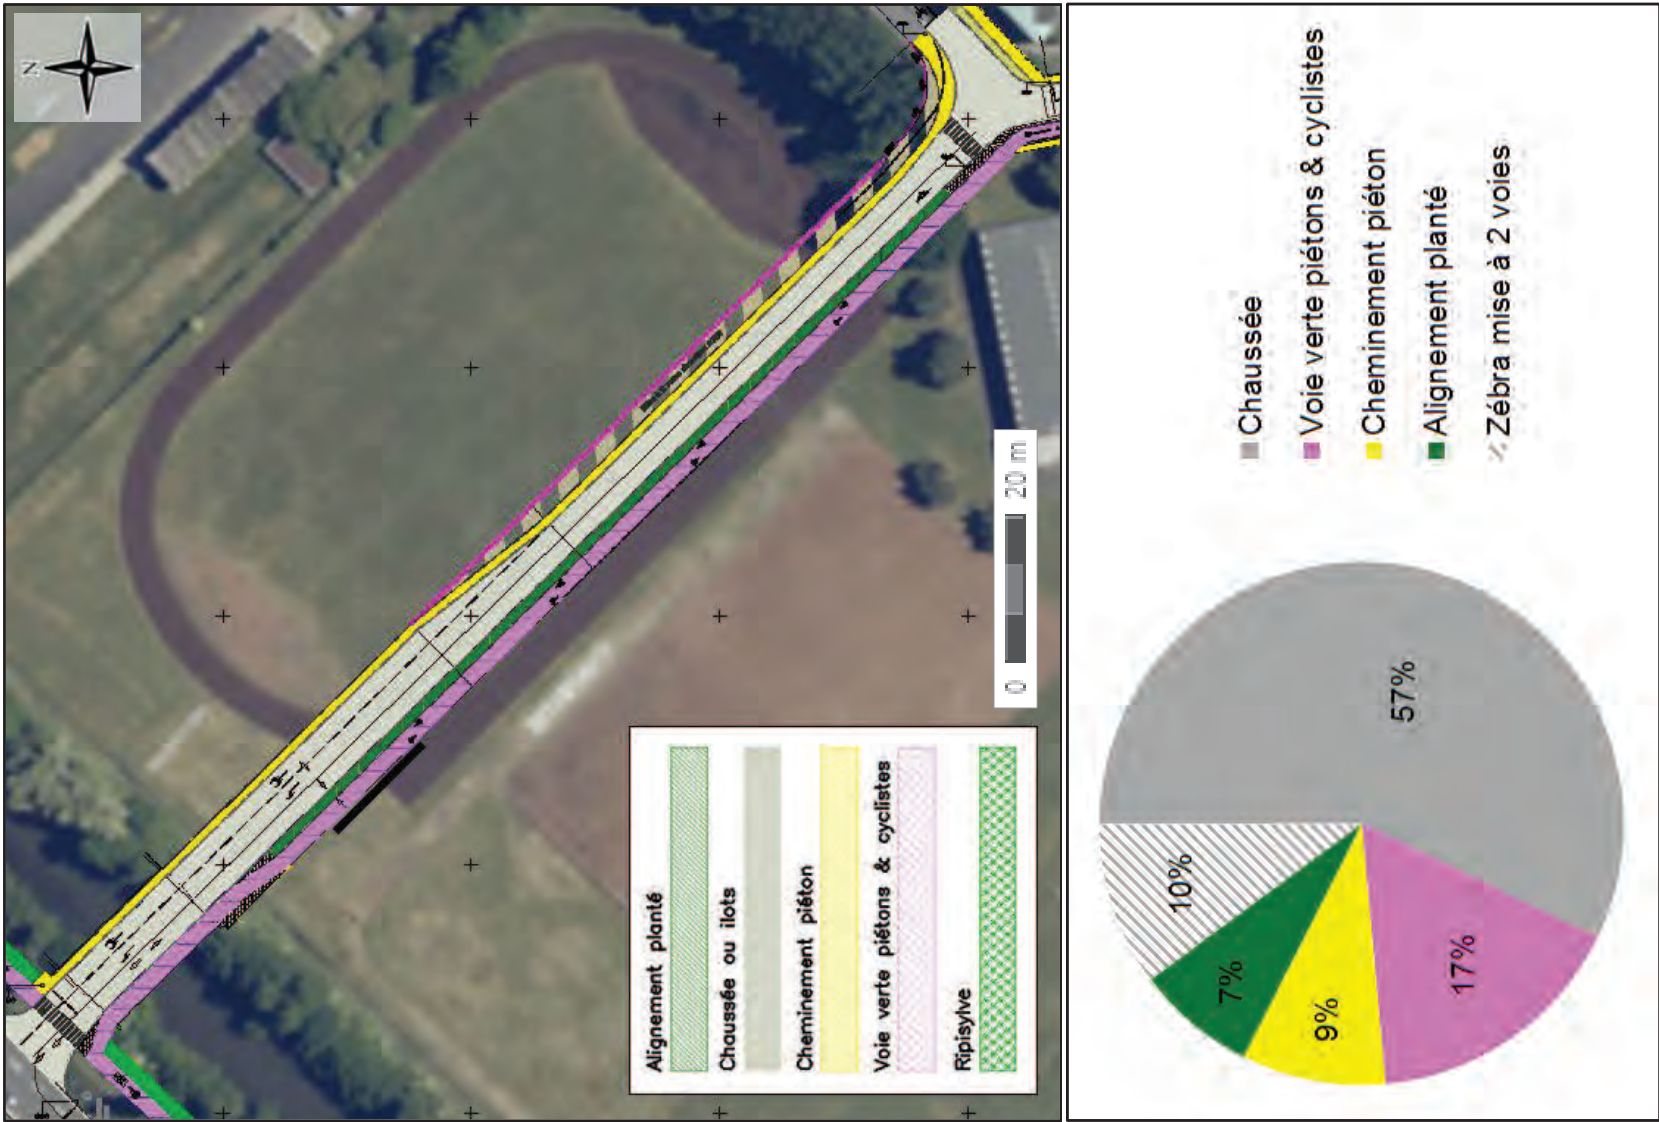 N
0 20 m
Alignement planté
Chaussée ou ilots
Cheminement piéton
Voie verte piétons & cyclistes
Ripisylve
57%
17%
9%
7%
10%
Chaussée
Voie verte piétons & cyclistes
Cheminement piéton
Alignement planté
Zébra mise à 2 voies